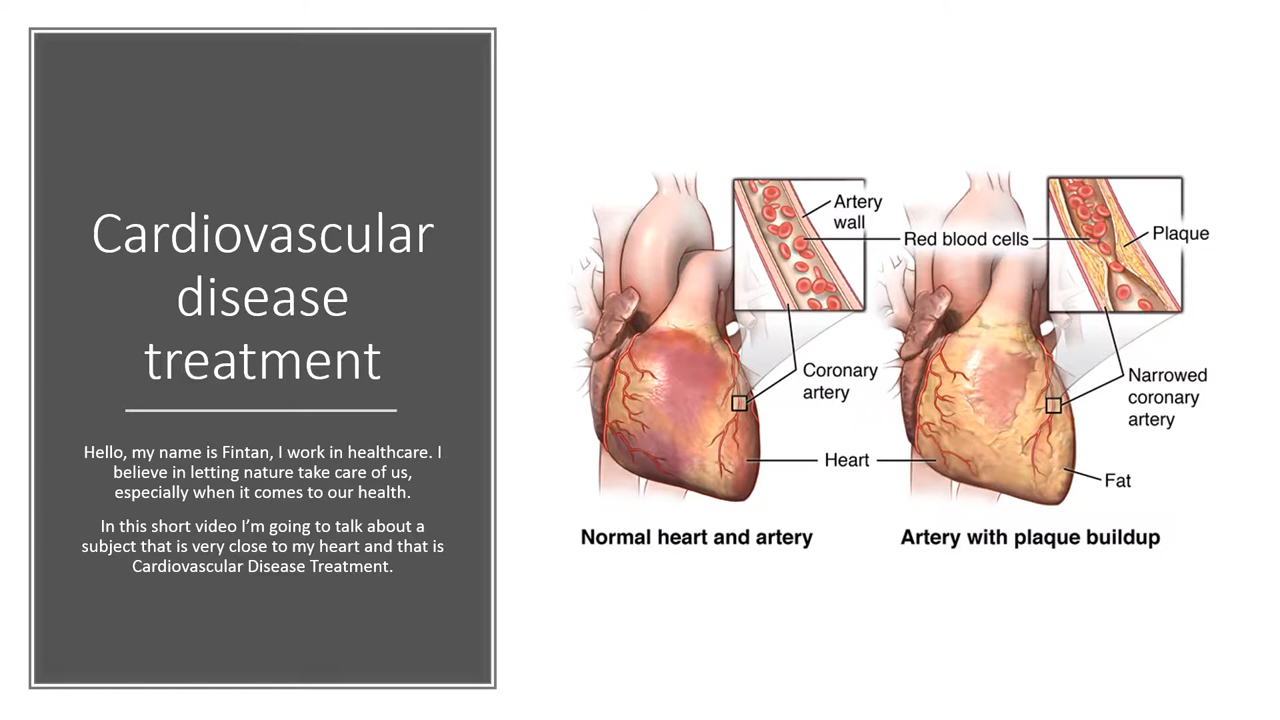 Cardiovascular
disease
treatment
Hello, my name is Fintan, I work in healthcare. I
believe in letting nature take care of us,
especially when it comes to our health.
In this short video I’m going to talk about a
subject that is very close to my heart and that is
Cardiovascular Disease Treatment.
Artery
wall
Red blood cells
Plaque
Coronary
artery
Narrowed
coronary
artery
Heart
Fat
Normal heart and artery
Artery with plaque buildup